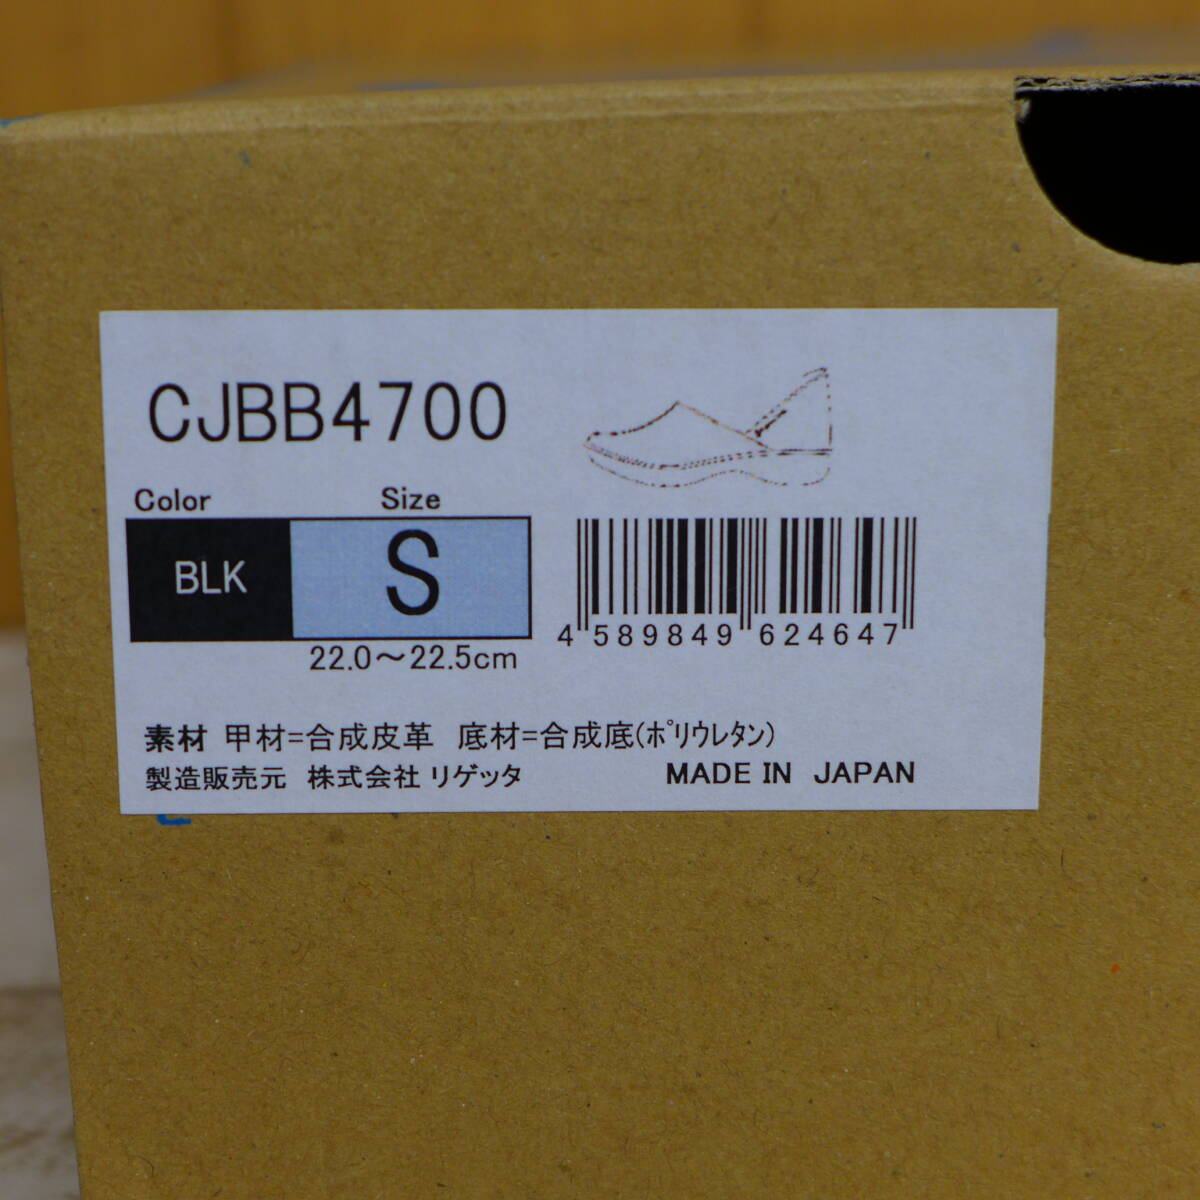 CJBB4700
Color Size
BLK S
22.0～22.5cm
4 589849 624647
素材 甲材=合成皮革 底材=合成底(ﾎﾟﾘｳﾚﾀﾝ)
製造販売元 株式会社 リゲッタ MADE IN JAPAN